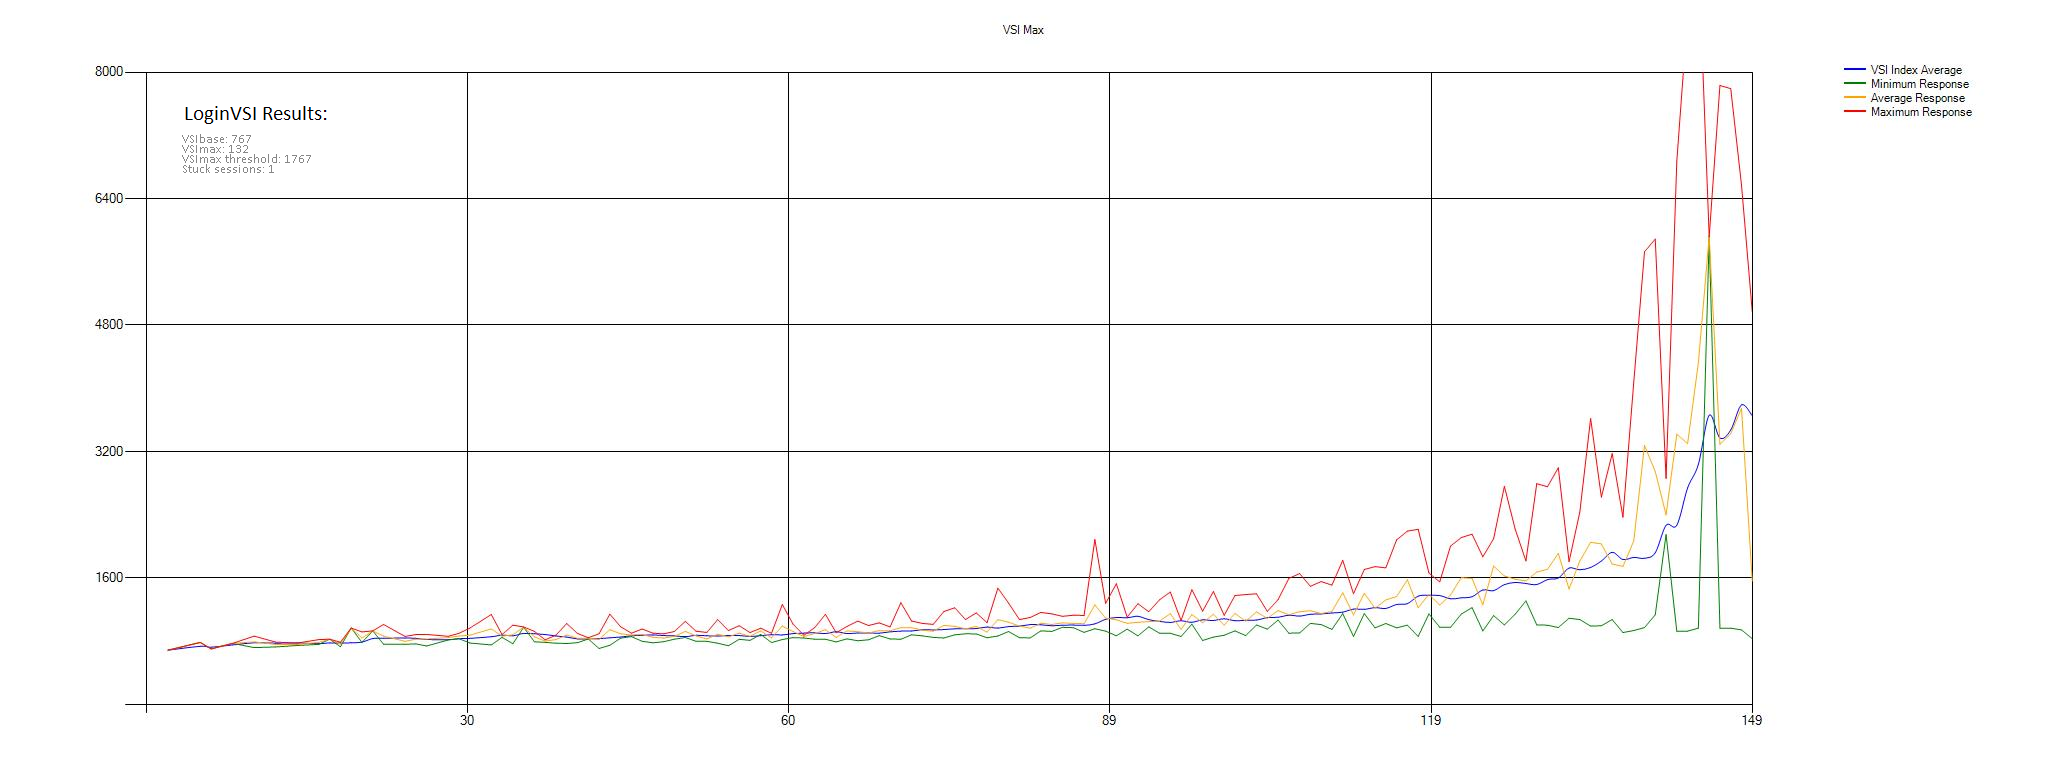 VSI Max
8000
6400
4800
3200
1600
LoginVSI Results:
VSIbase: 767
VSImax: 132
VSImax threshold: 1767
Stuck sessions: 1
VSI Index Average
Minimum Response
Average Response
Maximum Response
30
60
89
119
149